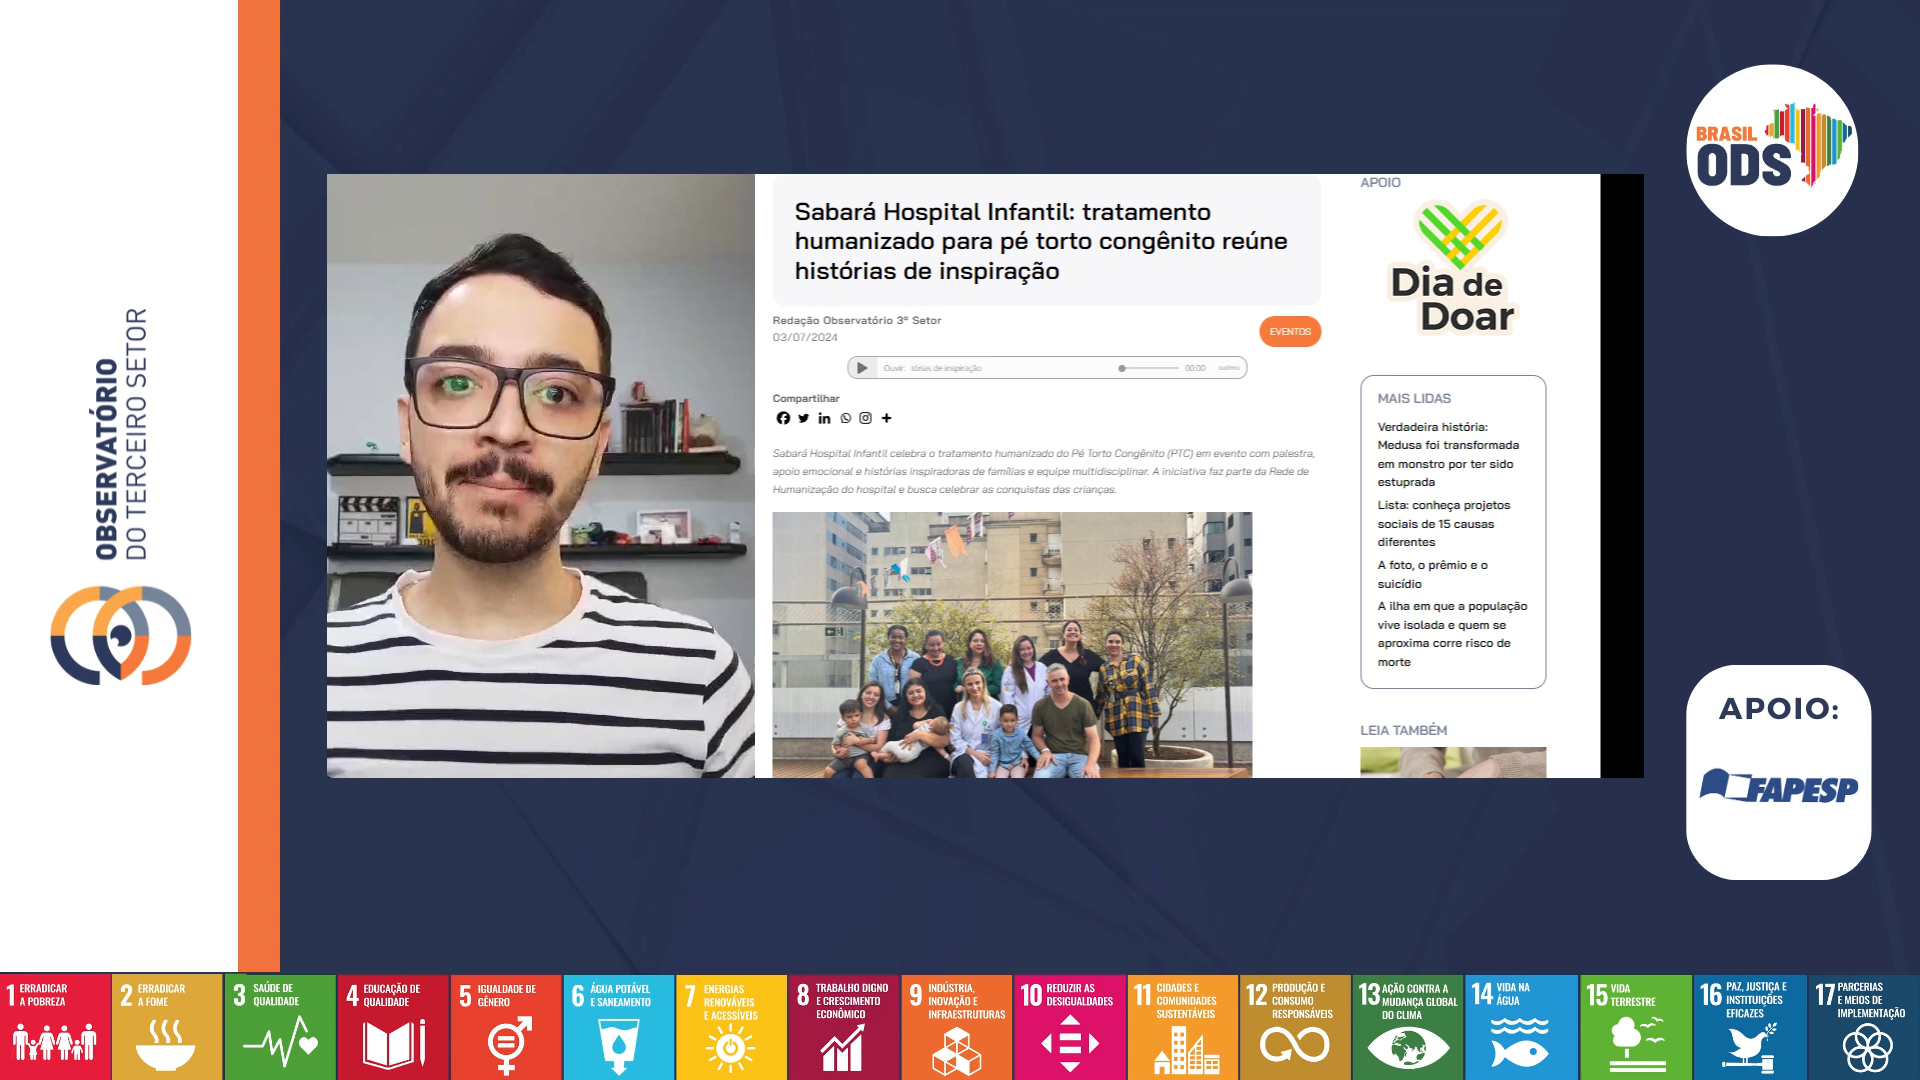 OBSERVATÓRIO
DO TERCEIRO SETOR
Sabará Hospital Infantil: tratamento
humanizado para pé torto congênito reúne
histórias de inspiração
Redação Observatório 3º Setor
03/07/2024
EVENTOS
Ouvir: tórias de inspiração
00:00
Compartilhar
Sabará Hospital Infantil celebra o tratamento humanizado do Pé Torto Congênito (PTC) em evento com palestra,
apoio emocional e histórias inspiradoras de famílias e equipe multidisciplinar. A iniciativa faz parte da Rede de
Humanização do hospital e busca celebrar as conquistas das crianças.
APOIO
Dia de
Doar
MAIS LIDAS
Verdadeira história:
Medusa foi transformada
em monstro por ter sido
estuprada
Lista: conheça projetos
sociais de 15 causas
diferentes
A foto, o prêmio e o
suicídio
A ilha em que a população
vive isolada e quem se
aproxima corre risco de
morte
LEIA TAMBÉM
BRASIL
ODS
APOIO:
FAPESP
1 ERRADICAR
A POBREZA
2 ERRADICAR
A FOME
3 SAÚDE DE
QUALIDADE
4 EDUCAÇÃO DE
QUALIDADE
5 IGUALDADE DE
GÉNERO
6 ÁGUA POTÁVEL
E SANEAMENTO
7 ENERGIAS
RENOVÁVEIS
E ACESSÍVEIS
8 TRABALHO DIGNO
E CRESCIMENTO
ECONÔMICO
9 INDÚSTRIA,
INOVAÇÃO E
INFRAESTRUTURAS
10 REDUZIR AS
DESIGUALDADES
11 CIDADES E
COMUNIDADES
SUSTENTÁVEIS
12 PRODUÇÃO E
CONSUMO
RESPONSÁVEIS
13 AÇÃO CONTRA A
MUDANÇA GLOBAL
DO CLIMA
14 VIDA NA
ÁGUA
15 VIDA
TERRESTRE
16 PAZ, JUSTIÇA E
INSTITUIÇÕES
EFICAZES
17 PARCERIAS
E MEIOS DE
IMPLEMENTAÇÃO